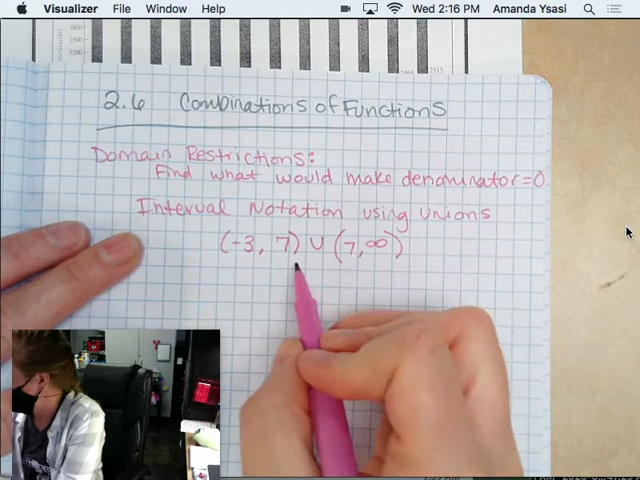 Visualizer File Window Help Wed 2:16 PM Amanda Ysasi
2.6 Combinations of Functions
Domain Restrictions:
Find what would make denominator=0
Interval Notation using unions
(-3, 7) ∪ (7, ∞)